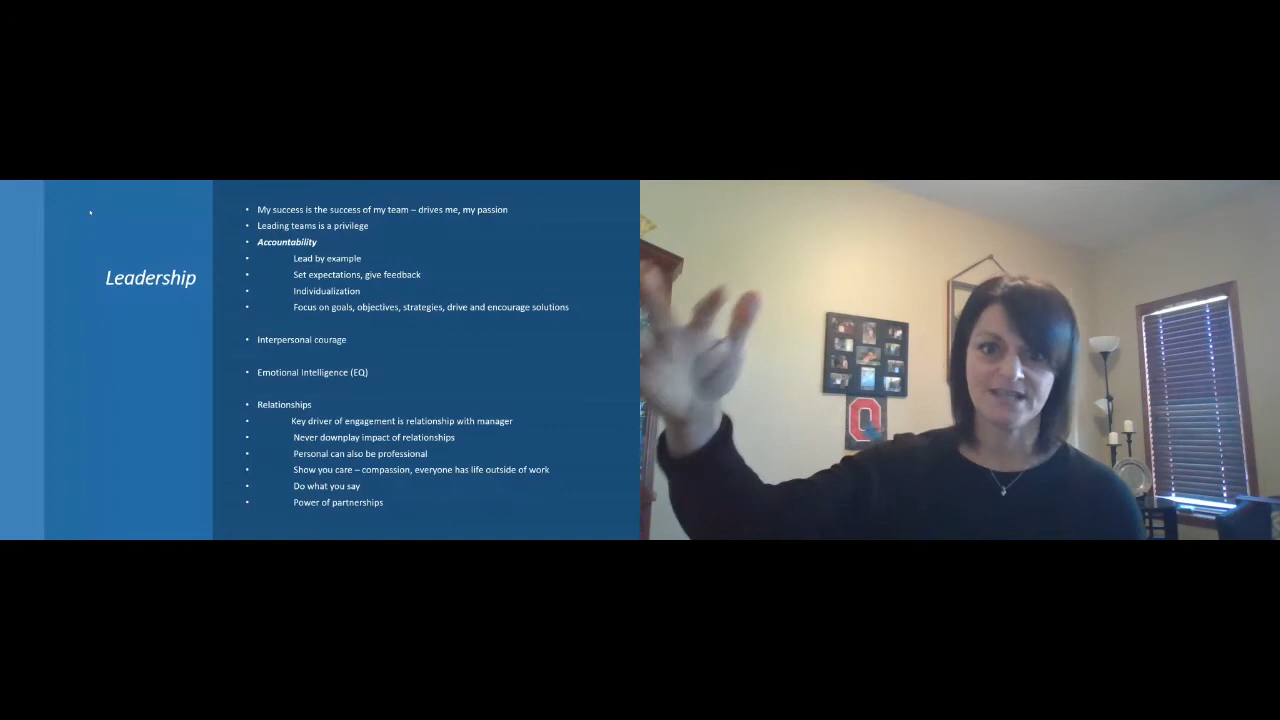 Leadership
• My success is the success of my team – drives me, my passion
• Leading teams is a privilege
• Accountability
• Lead by example
• Set expectations, give feedback
• Individualization
• Focus on goals, objectives, strategies, drive and encourage solutions
• Interpersonal courage
• Emotional Intelligence (EQ)
• Relationships
• Key driver of engagement is relationship with manager
• Never downplay impact of relationships
• Personal can also be professional
• Show you care – compassion, everyone has life outside of work
• Do what you say
• Power of partnerships
O